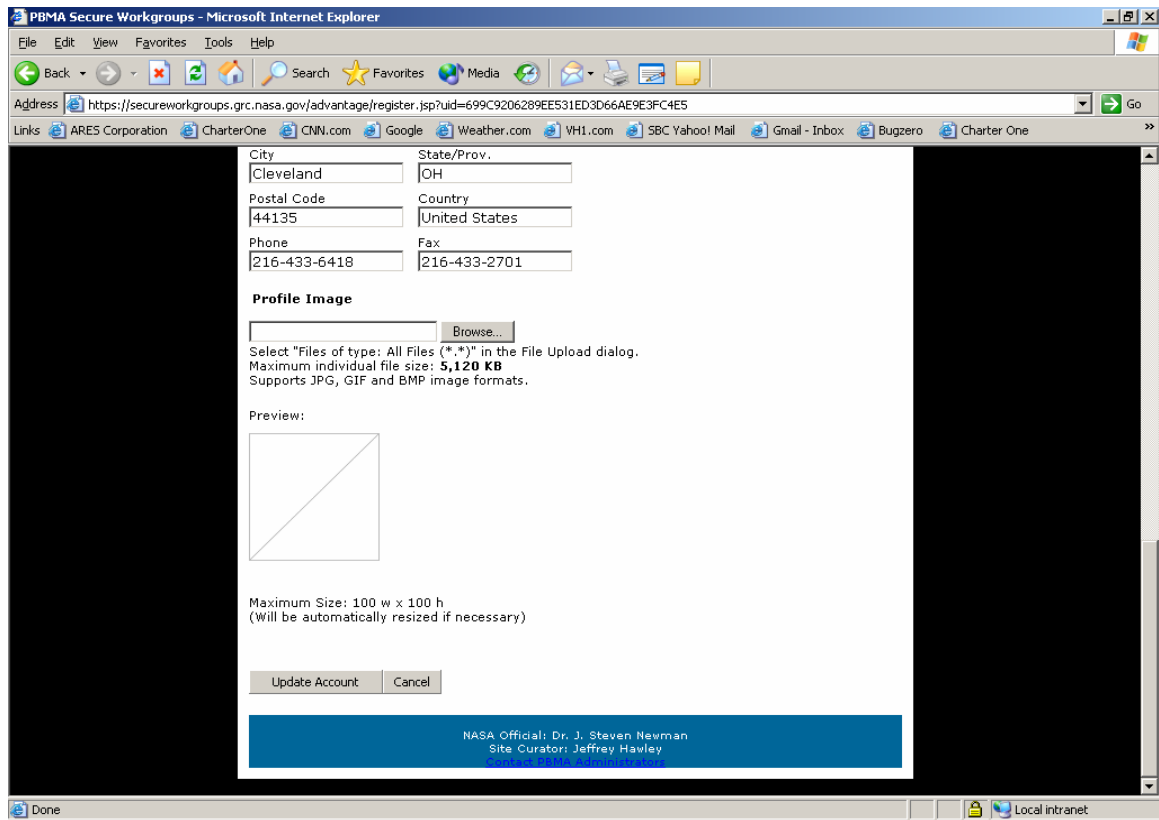 PBMA Secure Workgroups - Microsoft Internet Explorer
File Edit View Favorites Tools Help
Back Search Favorites Media
Address https://secureworkgroups.grc.nasa.gov/advantage/register.jsp?uid=699C9206289EE531ED3D66AE9E3FC4E5 Go
Links ARES Corporation CharterOne CNN.com Google Weather.com VH1.com SBC Yahoo! Mail Gmail - Inbox Bugzero Charter One »
City State/Prov.
Cleveland OH
Postal Code Country
44135 United States
Phone Fax
216-433-6418 216-433-2701
Profile Image
Browse...
Select "Files of type: All Files (*.*)" in the File Upload dialog.
Maximum individual file size: 5,120 KB
Supports JPG, GIF and BMP image formats.
Preview:
Maximum Size: 100 w x 100 h
(Will be automatically resized if necessary)
Update Account Cancel
NASA Official: Dr. J. Steven Newman
Site Curator: Jeffrey Hawley
Contact PBMA Administrators
Done Local intranet